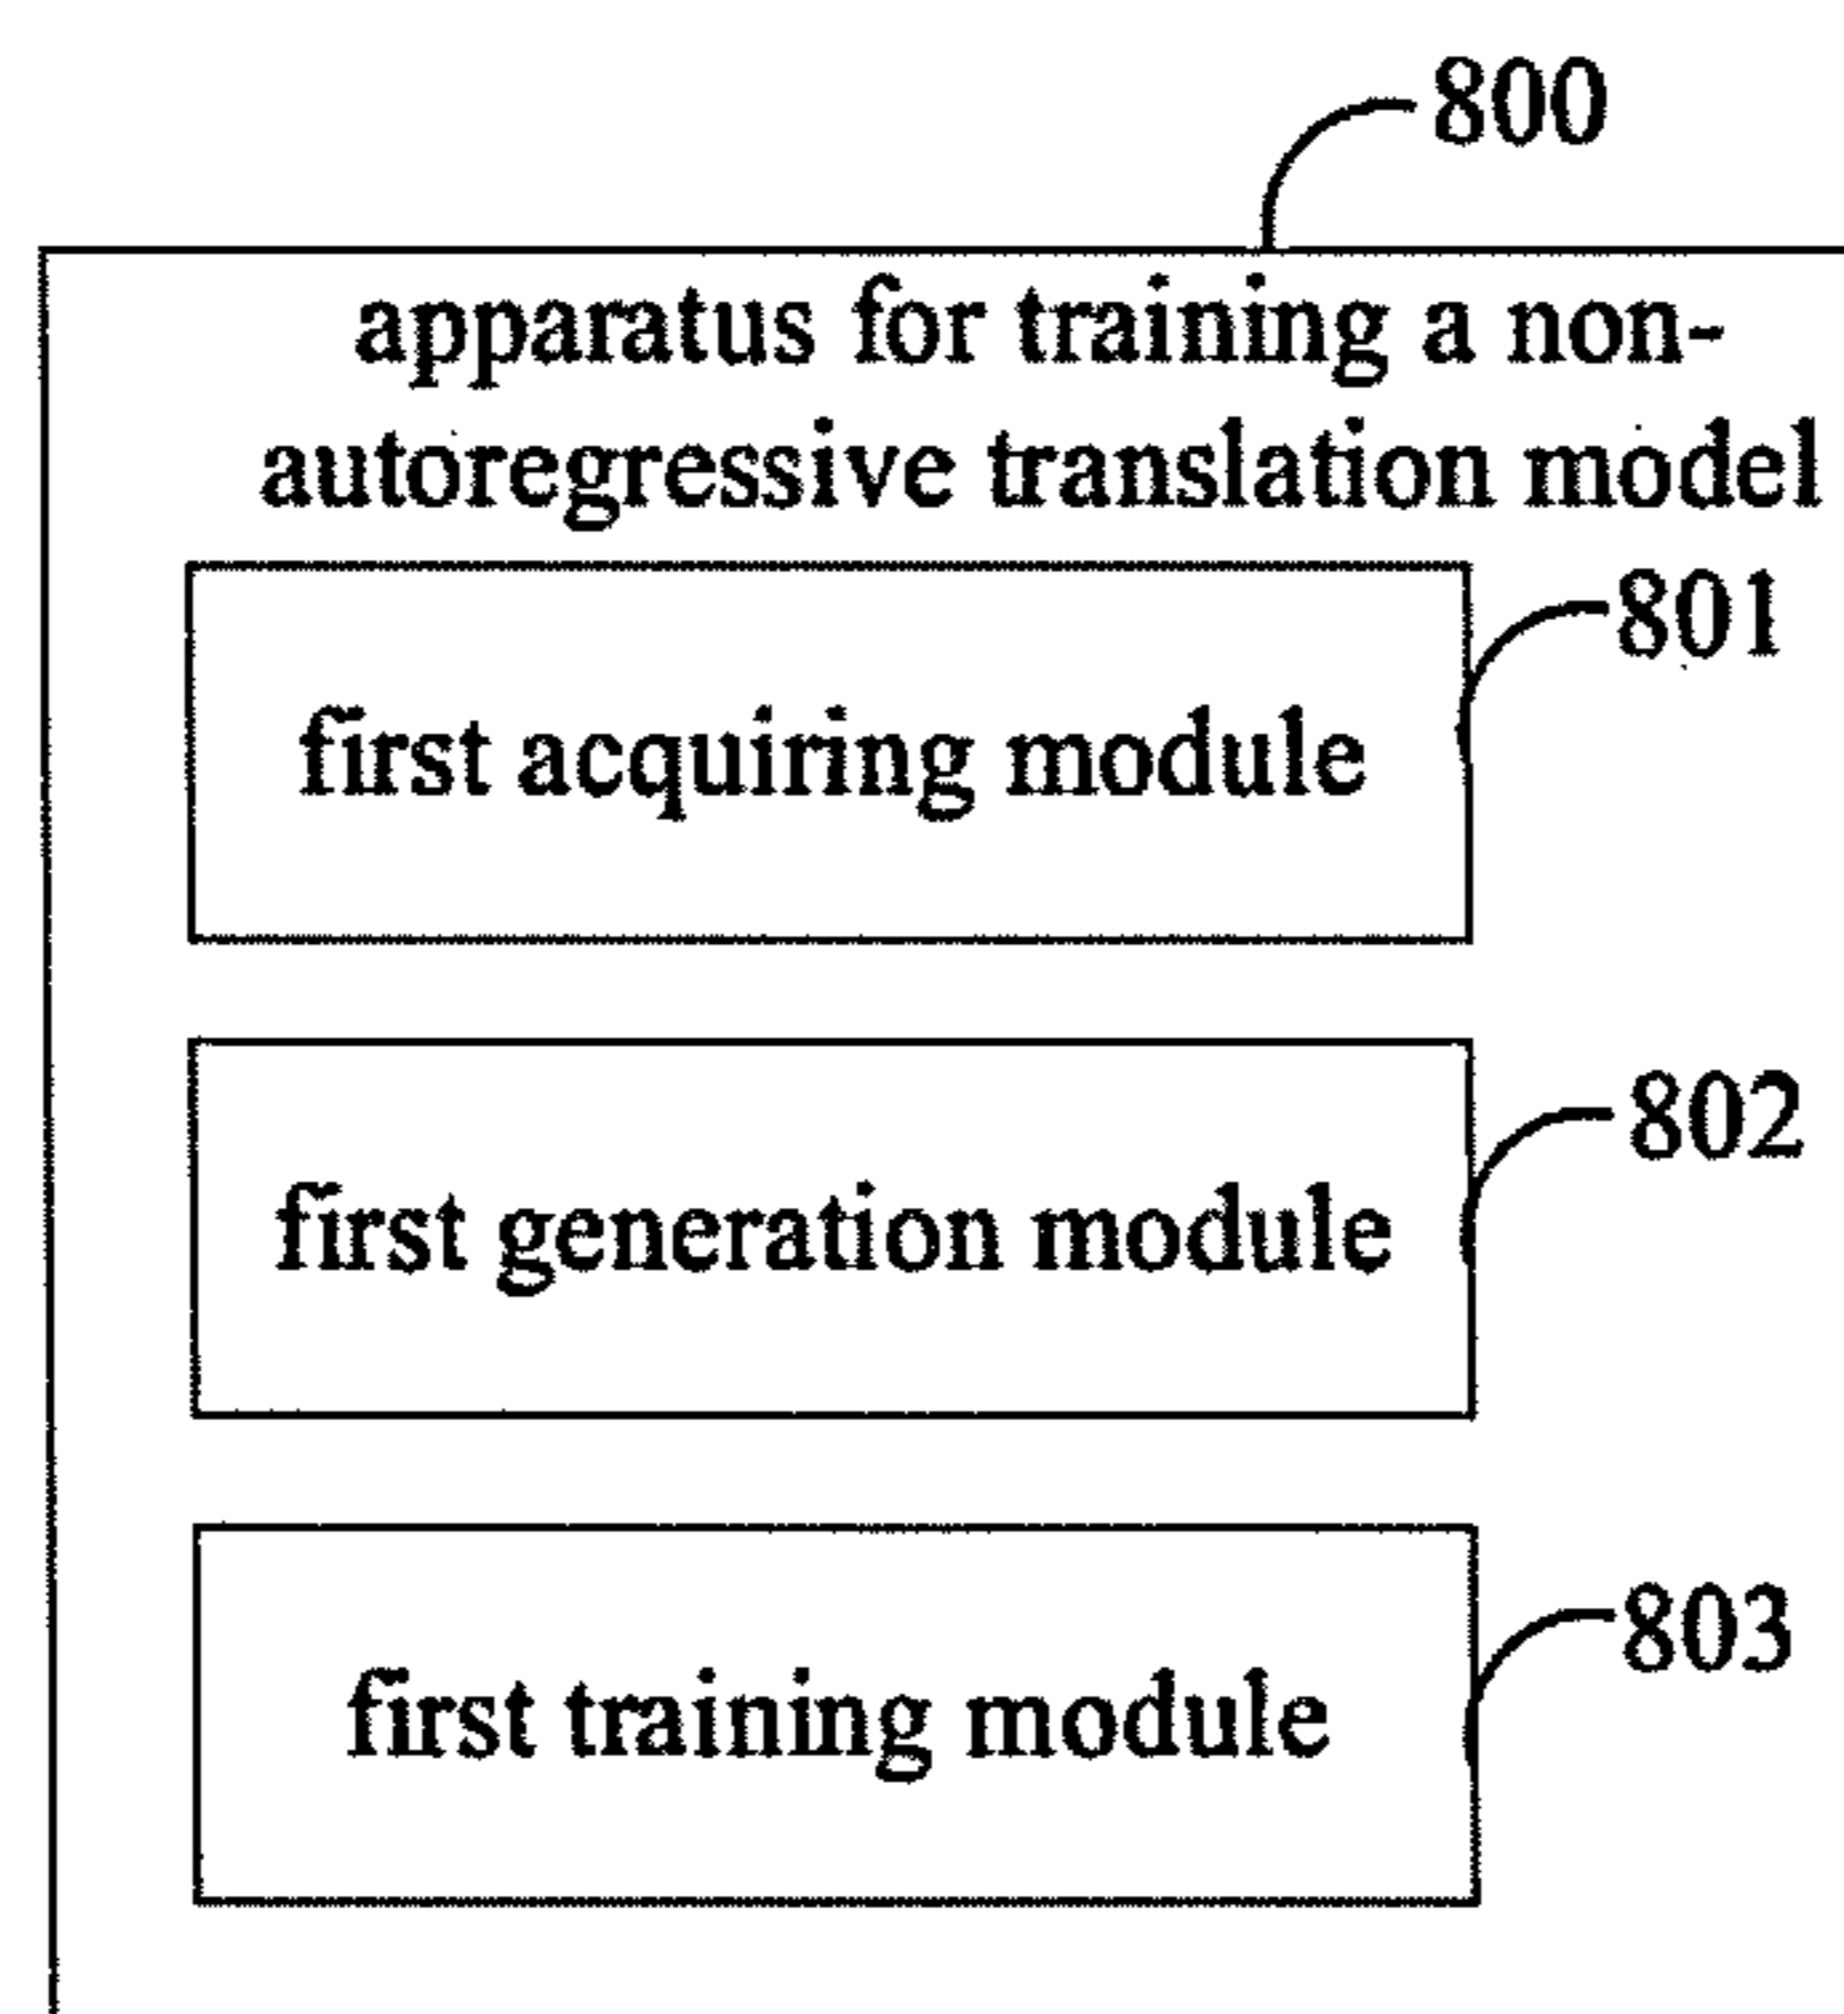 800
apparatus for training a non-
autoregressive translation model
801
first acquiring module
802
first generation module
803
first training module